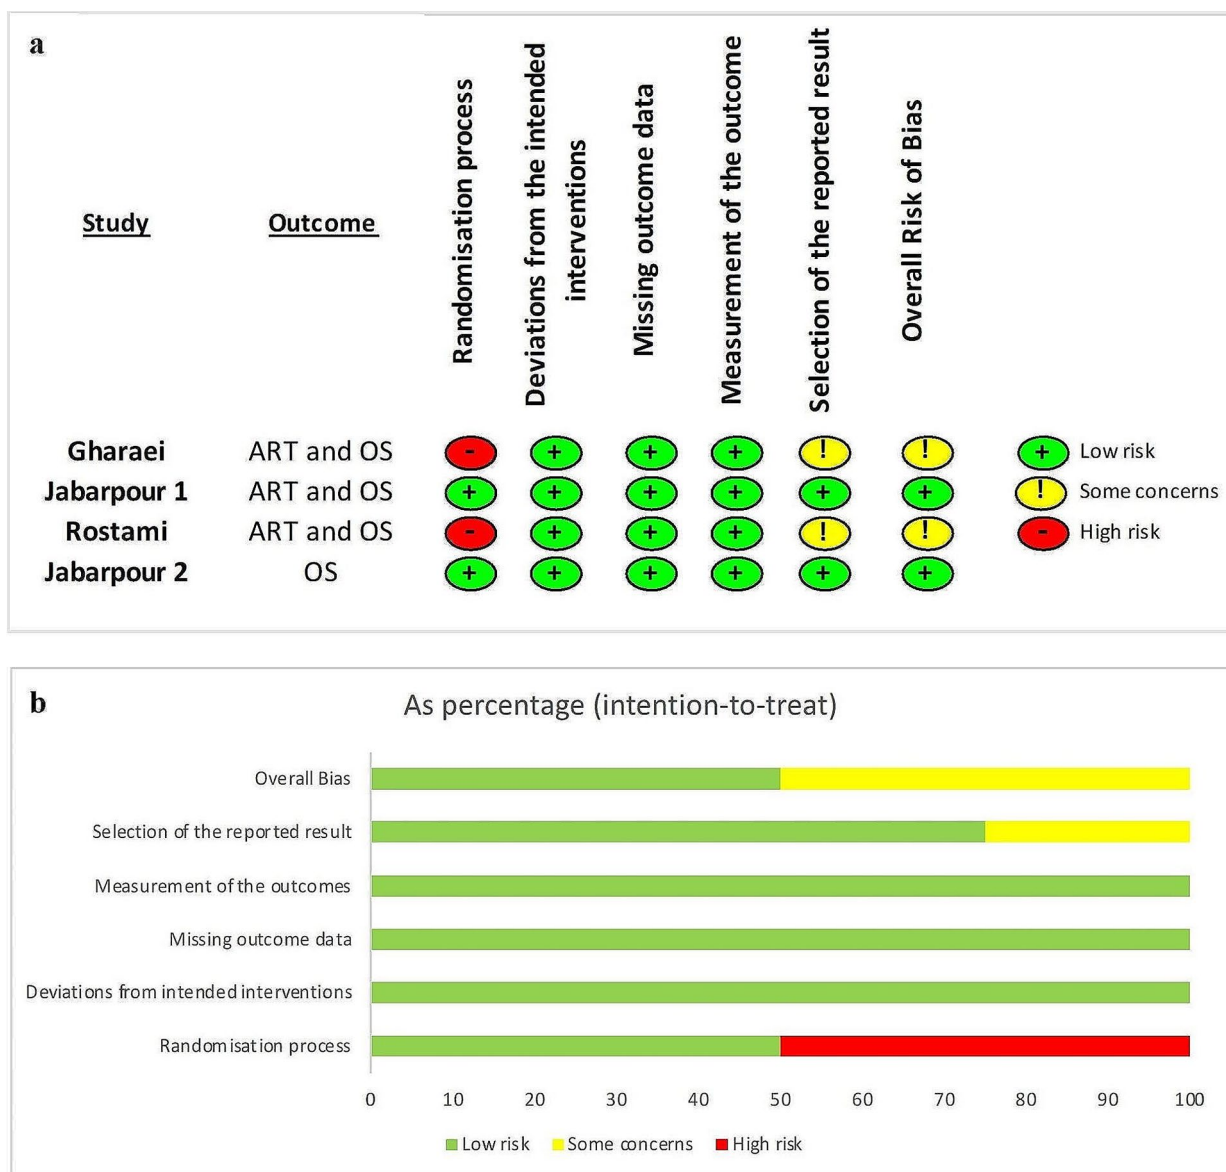 a
Study
Outcome
Randomisation process
Deviations from the intended
interventions
Missing outcome data
Measurement of the outcome
Selection of the reported result
Overall Risk of Bias
Gharaei ART and OS - + + + ! ! + Low risk
Jabarpour 1 ART and OS + + + + + + ! Some concerns
Rostami ART and OS - + + + ! ! - High risk
Jabarpour 2 OS + + + + + +
b
As percentage (intention-to-treat)
Overall Bias
Selection of the reported result
Measurement of the outcomes
Missing outcome data
Deviations from intended interventions
Randomisation process
0 10 20 30 40 50 60 70 80 90 100
Low risk Some concerns High risk